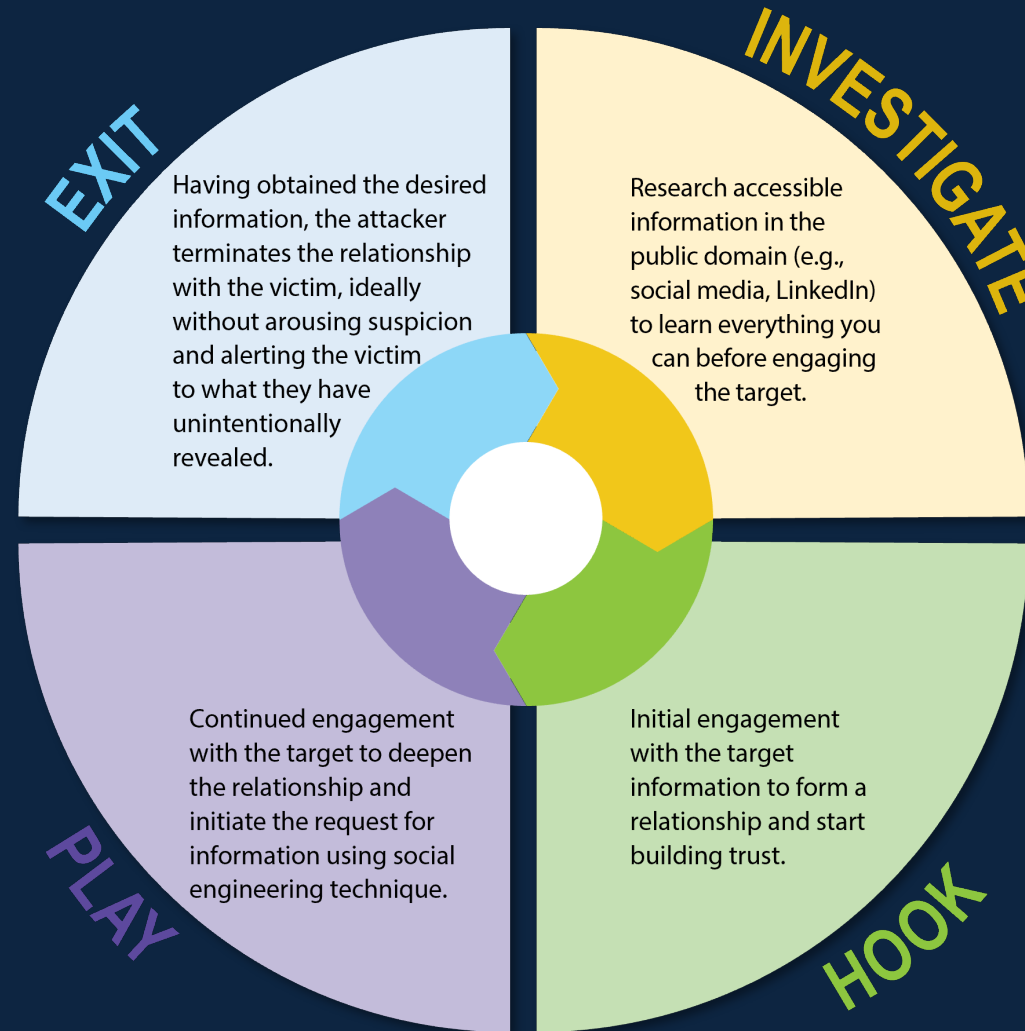 INVESTIGATE
Research accessible
information in the
public domain (e.g.,
social media, LinkedIn)
to learn everything you
can before engaging
the target.
HOOK
Initial engagement
with the target
information to form a
relationship and start
building trust.
PLAY
Continued engagement
with the target to deepen
the relationship and
initiate the request for
information using social
engineering technique.
EXIT
Having obtained the desired
information, the attacker
terminates the relationship
with the victim, ideally
without arousing suspicion
and alerting the victim
to what they have
unintentionally
revealed.